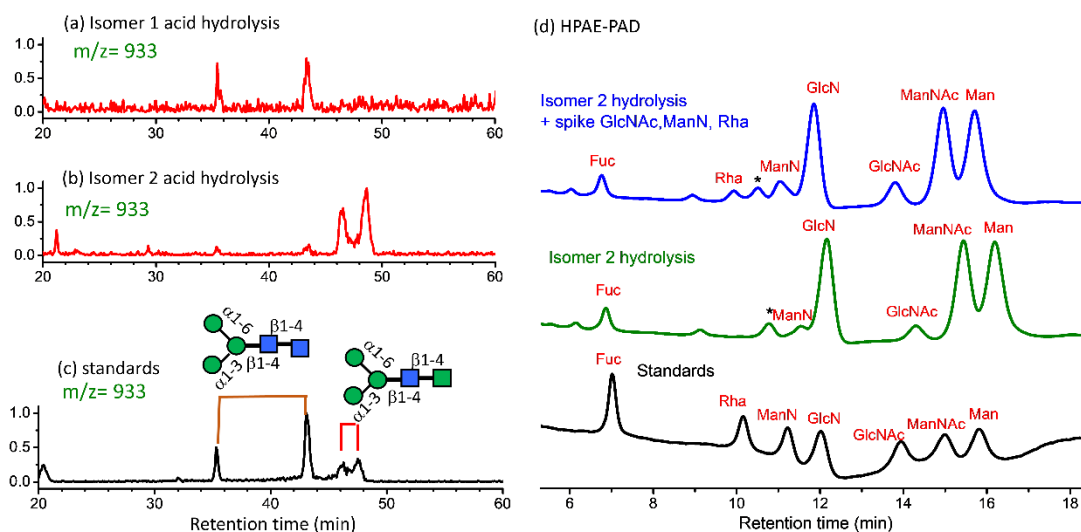 (a) Isomer 1 acid hydrolysis
m/z= 933
1.0
0.5
0.0
20 30 40 50 60
(b) Isomer 2 acid hydrolysis
m/z= 933
1.0
0.5
0.0
20 30 40 50 60
(c) standards
m/z= 933
α1-6
β1-4
α1-3
β1-4
α1-6
β1-4
α1-3
β1-4
1.0
0.5
0.0
20 30 40 50 60
Retention time (min)
(d) HPAE-PAD
Isomer 2 hydrolysis
+ spike GlcNAc,ManN, Rha
Fuc
Rha
*
ManN
GlcN
GlcNAc
ManNAc
Man
Isomer 2 hydrolysis
Fuc
*
ManN
GlcN
GlcNAc
ManNAc
Man
Standards
Fuc
Rha
ManN
GlcN
GlcNAc
ManNAc
Man
6 8 10 12 14 16 18
Retention time (min)